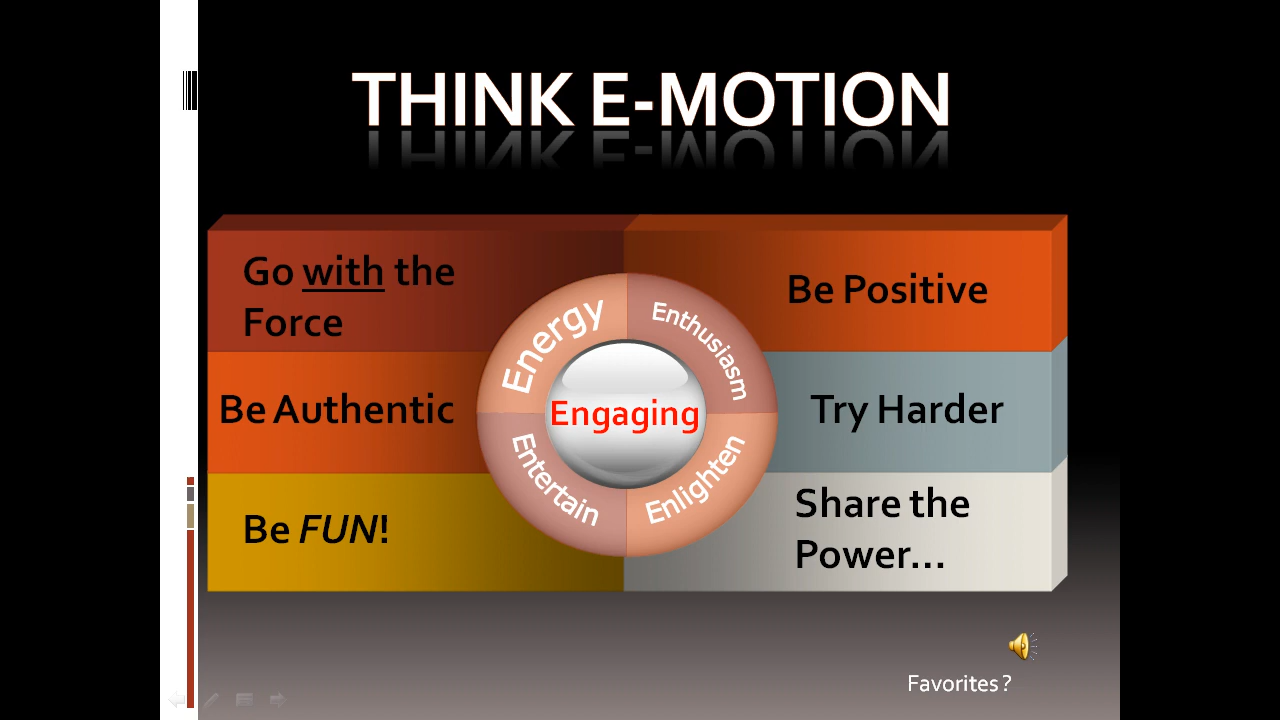 THINK E-MOTION
Go with the
Force
Be Positive
Be Authentic
Try Harder
Be FUN!
Share the
Power...
Energy
Enthusiasm
Engaging
Entertain
Enlighten
Favorites ?